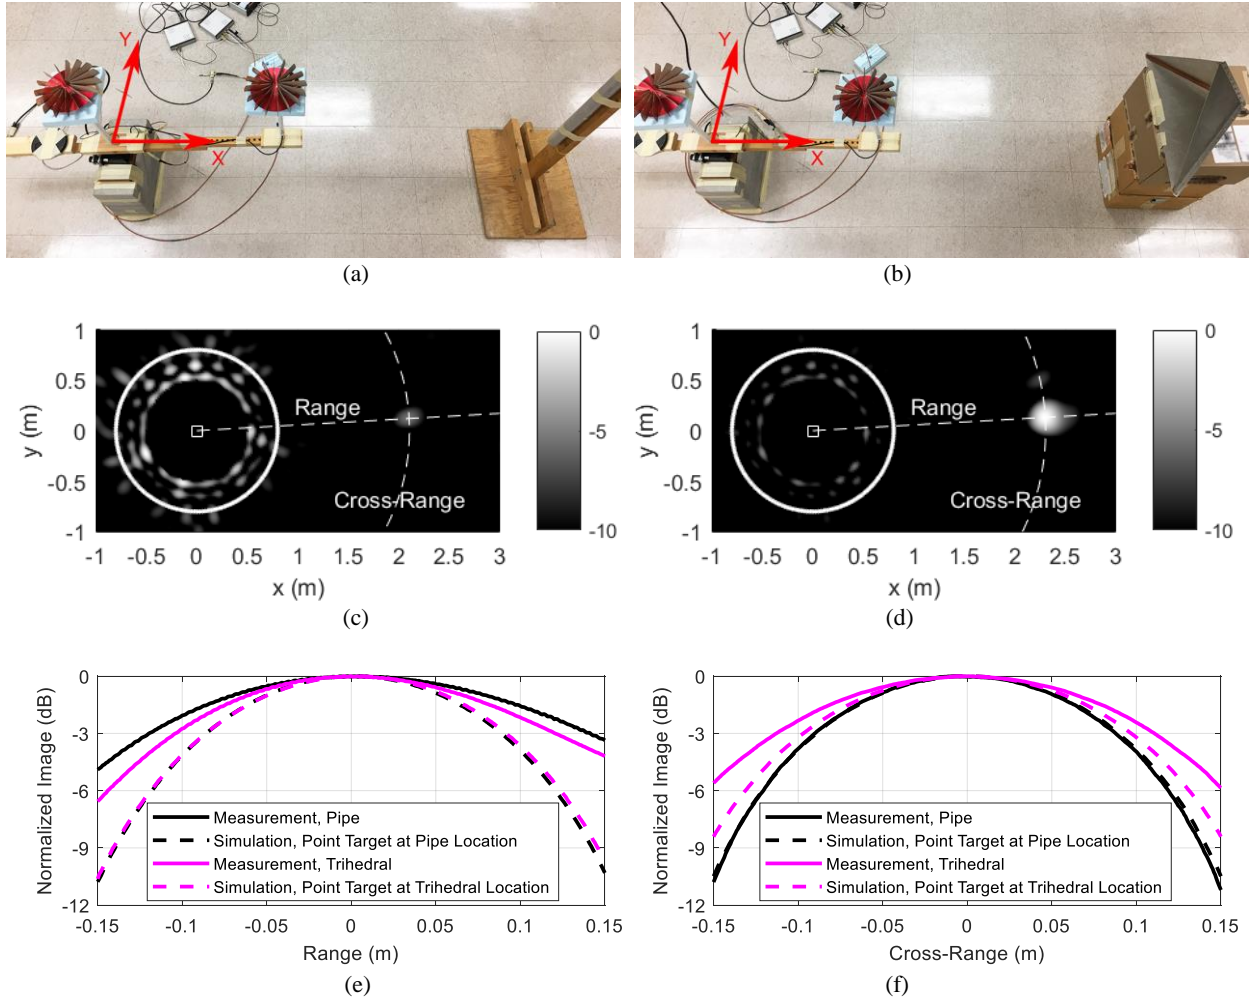 Y
X
Y
X
(a)
(b)
1
0.5
0
-0.5
-1
y (m)
Range
Cross-Range
-1 -0.5 0 0.5 1 1.5 2 2.5 3
x (m)
0
-5
-10
(c)
1
0.5
0
-0.5
-1
y (m)
Range
Cross-Range
-1 -0.5 0 0.5 1 1.5 2 2.5 3
x (m)
0
-5
-10
(d)
0
-3
-6
-9
-12
Normalized Image (dB)
Measurement, Pipe
Simulation, Point Target at Pipe Location
Measurement, Trihedral
Simulation, Point Target at Trihedral Location
-0.15 -0.1 -0.05 0 0.05 0.1 0.15
Range (m)
(e)
0
-3
-6
-9
-12
Normalized Image (dB)
Measurement, Pipe
Simulation, Point Target at Pipe Location
Measurement, Trihedral
Simulation, Point Target at Trihedral Location
-0.15 -0.1 -0.05 0 0.05 0.1 0.15
Cross-Range (m)
(f)